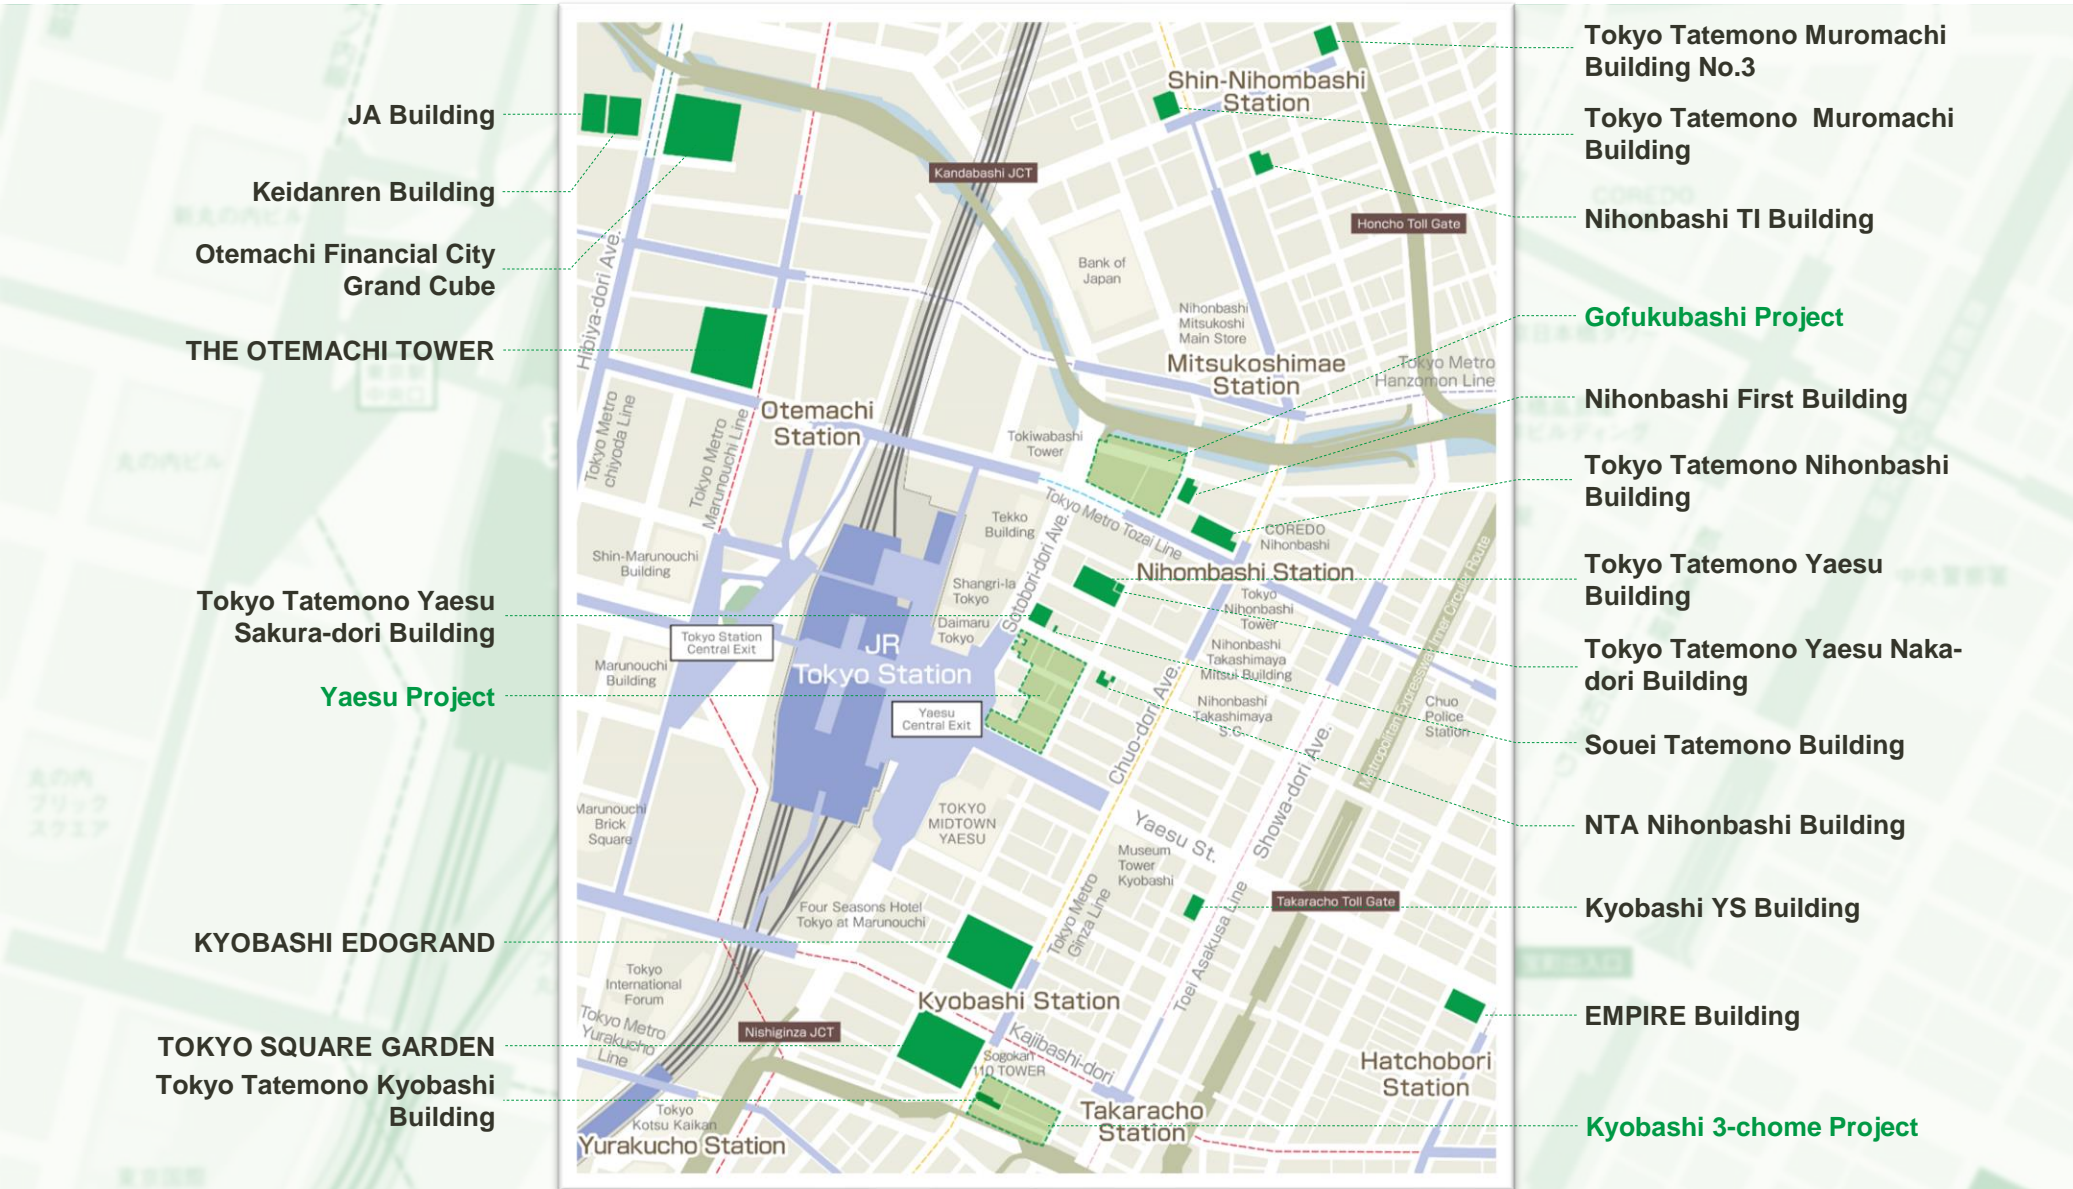 JA Building
Keidanren Building
Otemachi Financial City
Grand Cube
THE OTEMACHI TOWER
Tokyo Tatemono Yaesu
Sakura-dori Building
Yaesu Project
KYOBASHI EDOGRAND
TOKYO SQUARE GARDEN
Tokyo Tatemono Kyobashi
Building
Shin-Nihombashi
Station
Kandabashi JCT
Honcho Toll Gate
Hibiya-dori Ave.
Bank of
Japan
Nihonbashi
Mitsukoshi
Main Store
Mitsukoshimae
Station
Tokyo Metro
Hanzomon Line
Tokyo Metro
chiyoda Line
Tokyo Metro
Marunouchi Line
Otemachi
Station
Tokiwabashi
Tower
Tokyo Metro Tozai Line
Tekko
Building
Sotobori-dori Ave.
COREDO
Nihonbashi
Shin-Marunouchi
Building
Nihombashi Station
Shangri-la
Tokyo
Daimaru
Tokyo
Tokyo
Nihonbashi
Tower
Tokyo Station
Central Exit
JR
Tokyo Station
Nihonbashi
Takashimaya
Mitsui Building
Marunouchi
Building
Yaesu
Central Exit
Nihonbashi
Takashimaya
S.C.
Chuo
Police
Station
Metropolitan Expressway Inner Circular Route
Chuo-dori Ave.
Showa-dori Ave.
Marunouchi
Brick
Square
TOKYO
MIDTOWN
YAESU
Yaesu St.
Museum
Tower
Kyobashi
Takaracho Toll Gate
Four Seasons Hotel
Tokyo at Marunouchi
Tokyo Metro
Ginza Line
Toei Asakusa Line
Tokyo
International
Forum
Kyobashi Station
Tokyo Metro
Yurakucho
Line
Nishiginza JCT
Kajibashi-dori
Sogokan
110 TOWER
Hatchobori
Station
Tokyo
Kotsu Kaikan
Takaracho
Station
Yurakucho Station
Tokyo Tatemono Muromachi
Building No.3
Tokyo Tatemono  Muromachi
Building
Nihonbashi TI Building
Gofukubashi Project
Nihonbashi First Building
Tokyo Tatemono Nihonbashi
Building
Tokyo Tatemono Yaesu
Building
Tokyo Tatemono Yaesu Naka-
dori Building
Souei Tatemono Building
NTA Nihonbashi Building
Kyobashi YS Building
EMPIRE Building
Kyobashi 3-chome Project